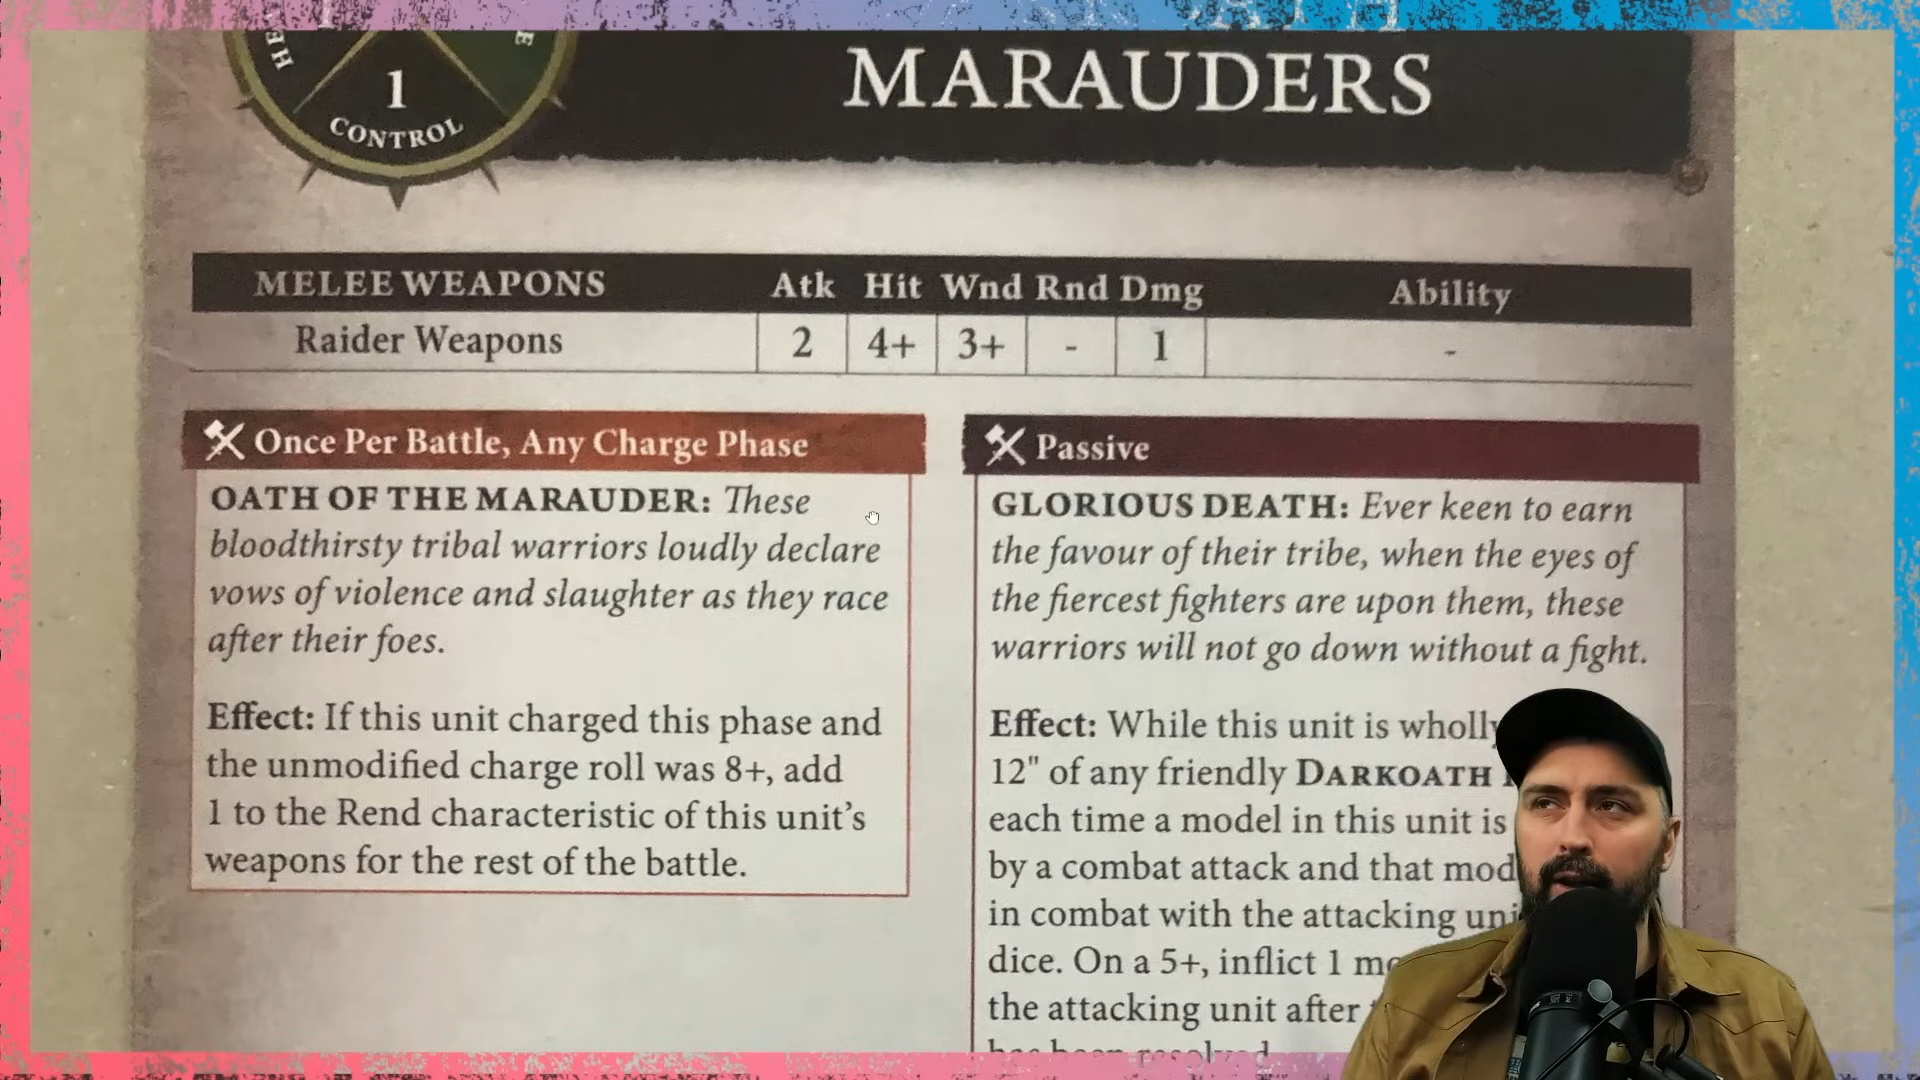 1
CONTROL
MARAUDERS
MELEE WEAPONS Atk Hit Wnd Rnd Dmg Ability
Raider Weapons 2 4+ 3+ - 1 -
Once Per Battle, Any Charge Phase
OATH OF THE MARAUDER: These
bloodthirsty tribal warriors loudly declare
vows of violence and slaughter as they race
after their foes.
Effect: If this unit charged this phase and
the unmodified charge roll was 8+, add
1 to the Rend characteristic of this unit's
weapons for the rest of the battle.
Passive
GLORIOUS DEATH: Ever keen to earn
the favour of their tribe, when the eyes of
the fiercest fighters are upon them, these
warriors will not go down without a fight.
Effect: While this unit is wholly
12" of any friendly DARKOATH
each time a model in this unit is
by a combat attack and that
in combat with the attacking
dice. On a 5+, inflict 1
the attacking unit after
has been resolved